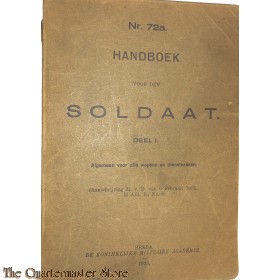 Nr. 72a.
HANDBOEK
VOOR DEN
SOLDAAT.
DEEL I.
Algemeen voor alle wapens en dienstvakken
BREDA
DE KONINKLIJKE MILITAIRE ACADEMIE
The Quartermaster Store